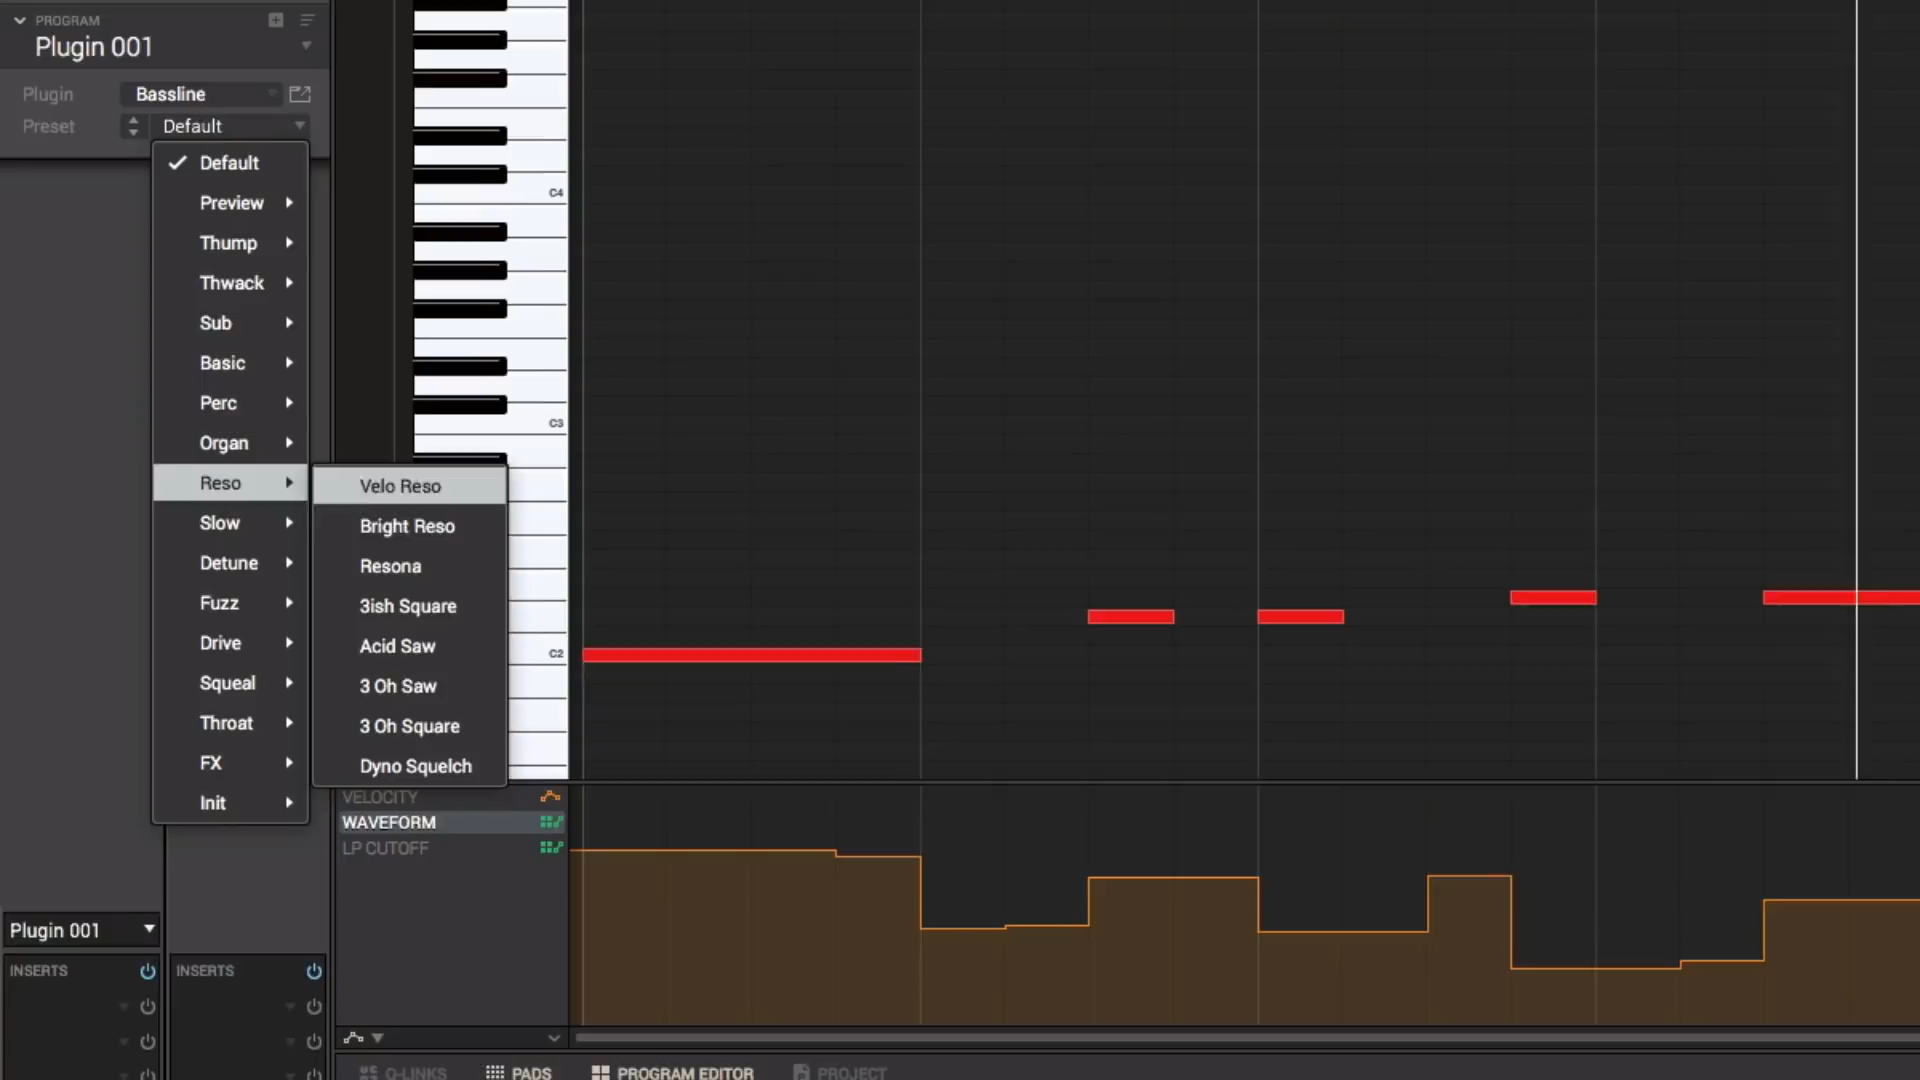 PROGRAM
Plugin 001
Plugin
Bassline
Preset
Default
Default
Preview
Thump
Thwack
Sub
Basic
Perc
Organ
Reso
Slow
Detune
Fuzz
Drive
Squeal
Throat
FX
Init
Velo Reso
Bright Reso
Resona
3ish Square
Acid Saw
3 Oh Saw
3 Oh Square
Dyno Squelch
C4
C3
C2
VELOCITY
WAVEFORM
LP CUTOFF
Plugin 001
INSERTS
INSERTS
Q-LINKS
PADS
PROGRAM EDITOR
PROJECT